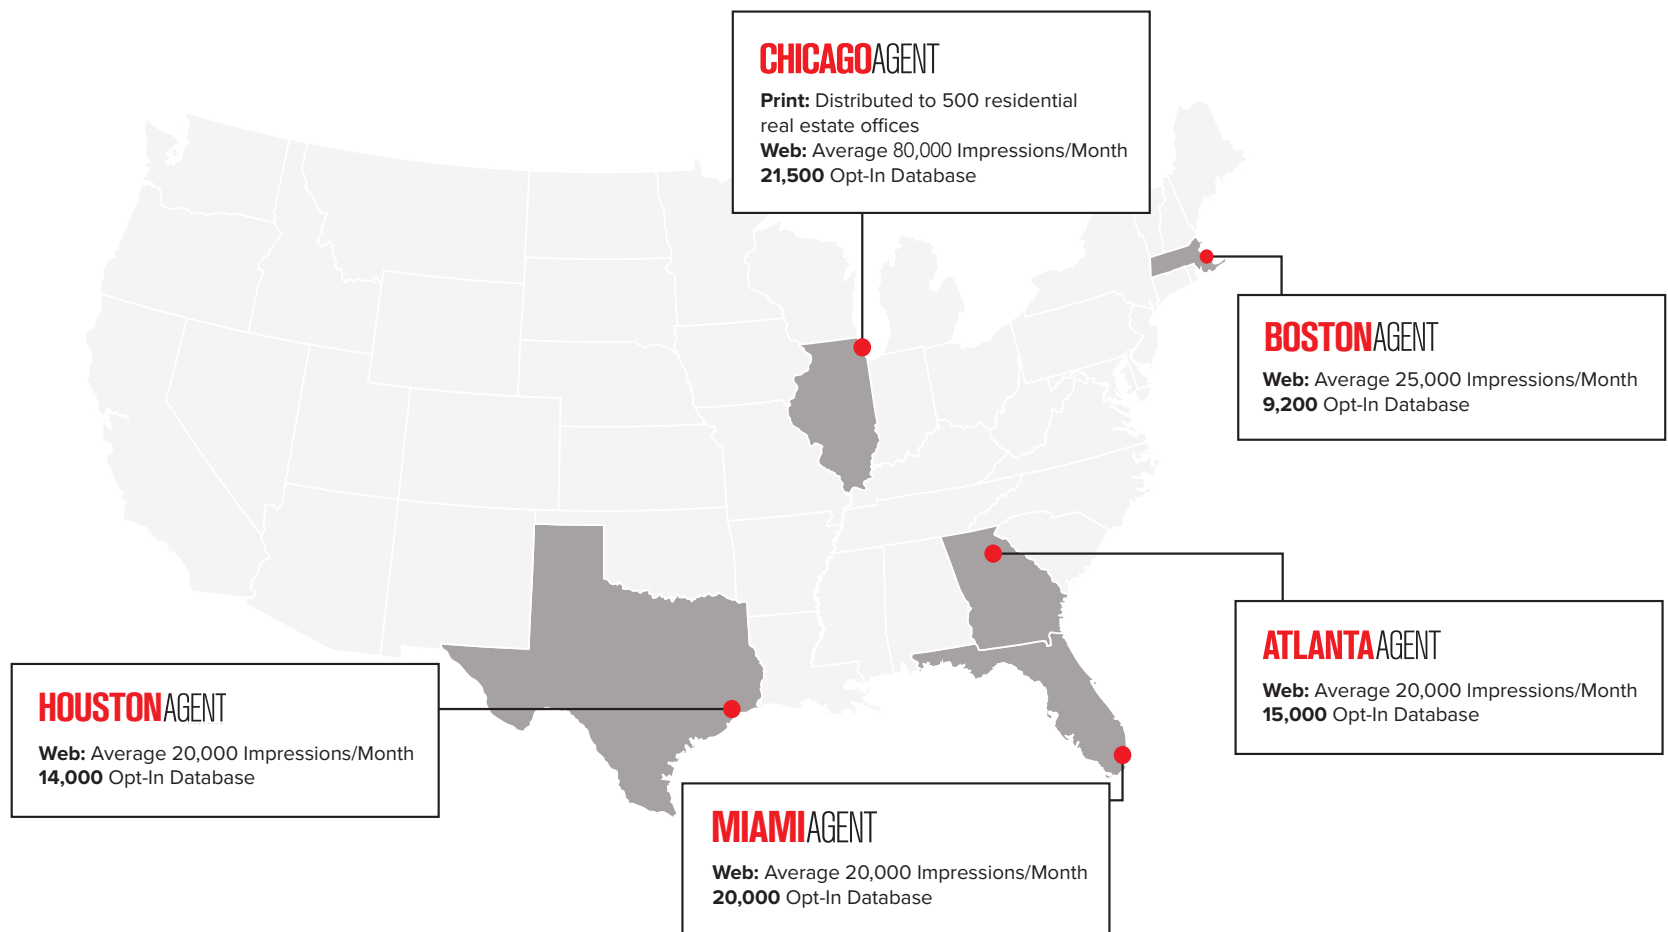 CHICAGOAGENT
Print: Distributed to 500 residential
real estate offices
Web: Average 80,000 Impressions/Month
21,500 Opt-In Database
BOSTONAGENT
Web: Average 25,000 Impressions/Month
9,200 Opt-In Database
ATLANTAAGENT
Web: Average 20,000 Impressions/Month
15,000 Opt-In Database
HOUSTONAGENT
Web: Average 20,000 Impressions/Month
14,000 Opt-In Database
MIAMIAGENT
Web: Average 20,000 Impressions/Month
20,000 Opt-In Database